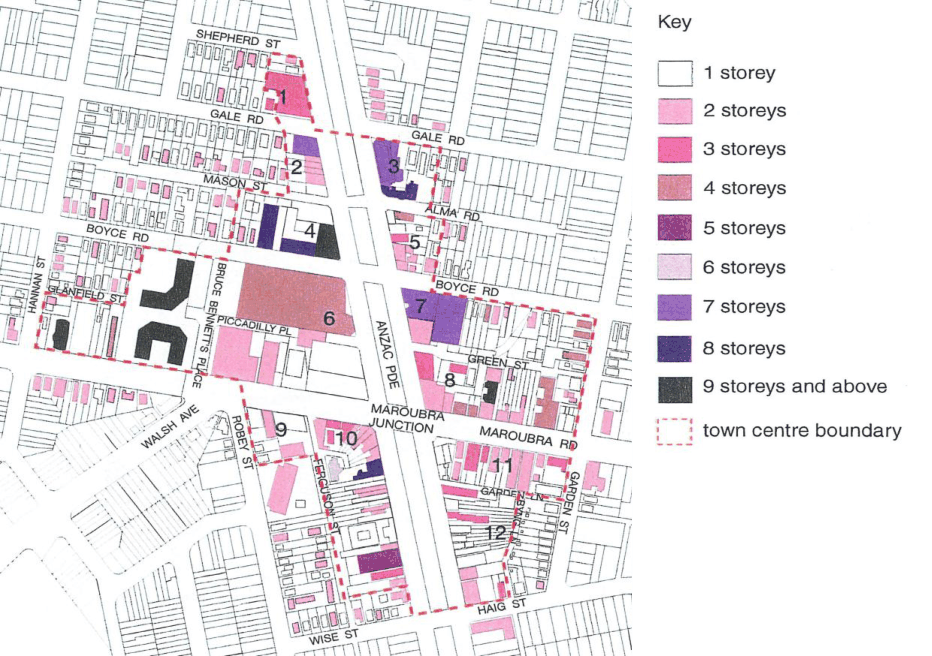 SHEPHERD ST
1
GALE RD
GALE RD
2
3
MASON ST
ALMA RD
4
5
BOYCE RD
BOYCE RD
HANNAN ST
GLANFIELD ST
BRUCE BENNETTS PLACE
6
7
PICCADILLY PL
ANZAC PDE
GREEN ST
8
MAROUBRA
JUNCTION
MAROUBRA RD
WALSH AVE
ROBEY ST
9
10
FERGUSON ST
11
GARDEN LN
GARDEN ST
12
HAIG ST
WISE ST
Key
1 storey
2 storeys
3 storeys
4 storeys
5 storeys
6 storeys
7 storeys
8 storeys
9 storeys and above
town centre boundary